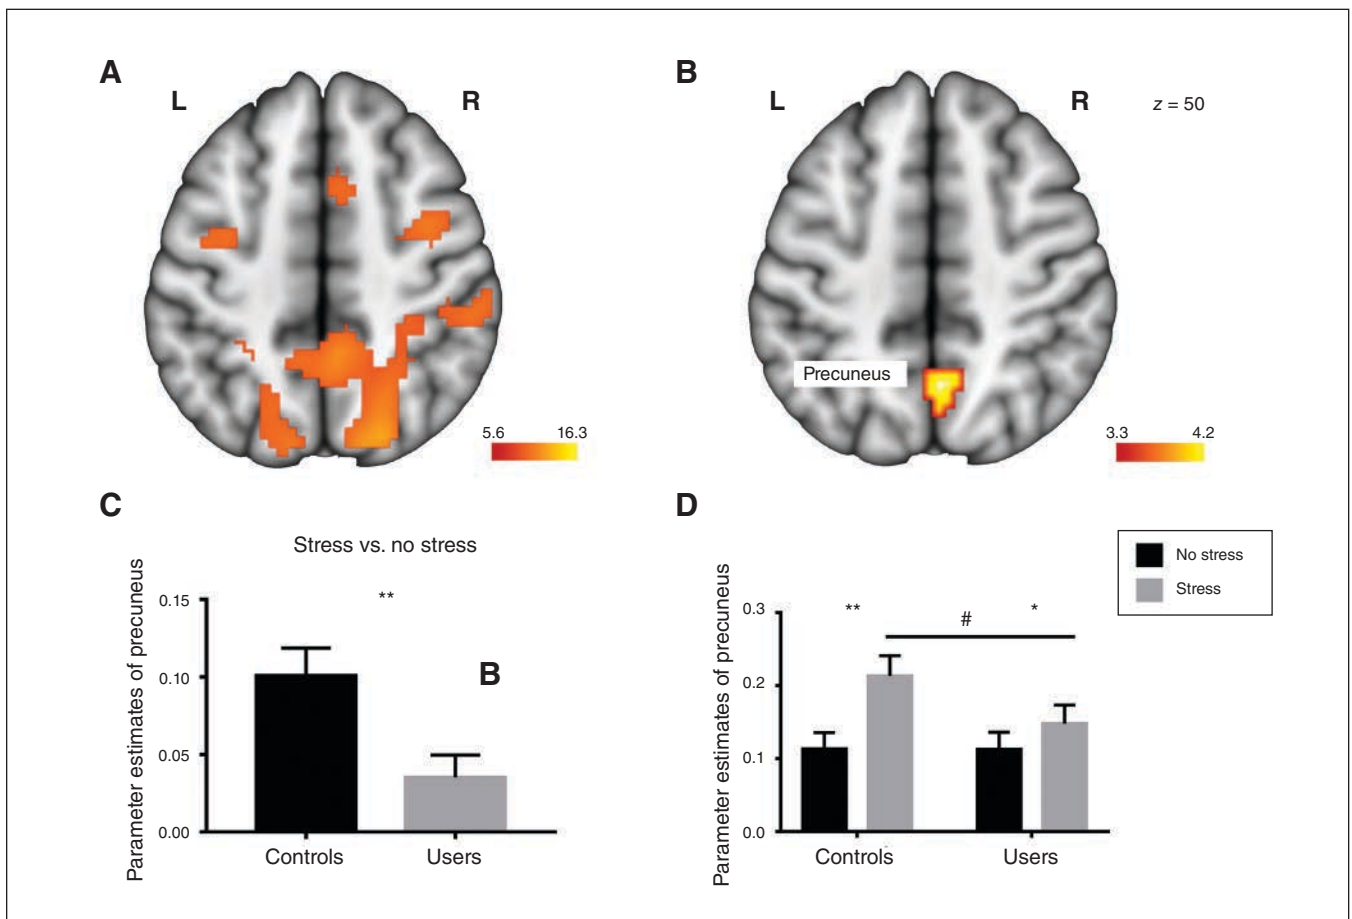 A
L
R
5.6
16.3
B
L
R
z = 50
Precuneus
3.3
4.2
C
Stress vs. no stress
Parameter estimates of precuneus
0.15
0.10
0.05
0.00
**
B
Controls
Users
D
No stress
Stress
Parameter estimates of precuneus
0.3
0.2
0.1
0.0
**
#
*
Controls
Users